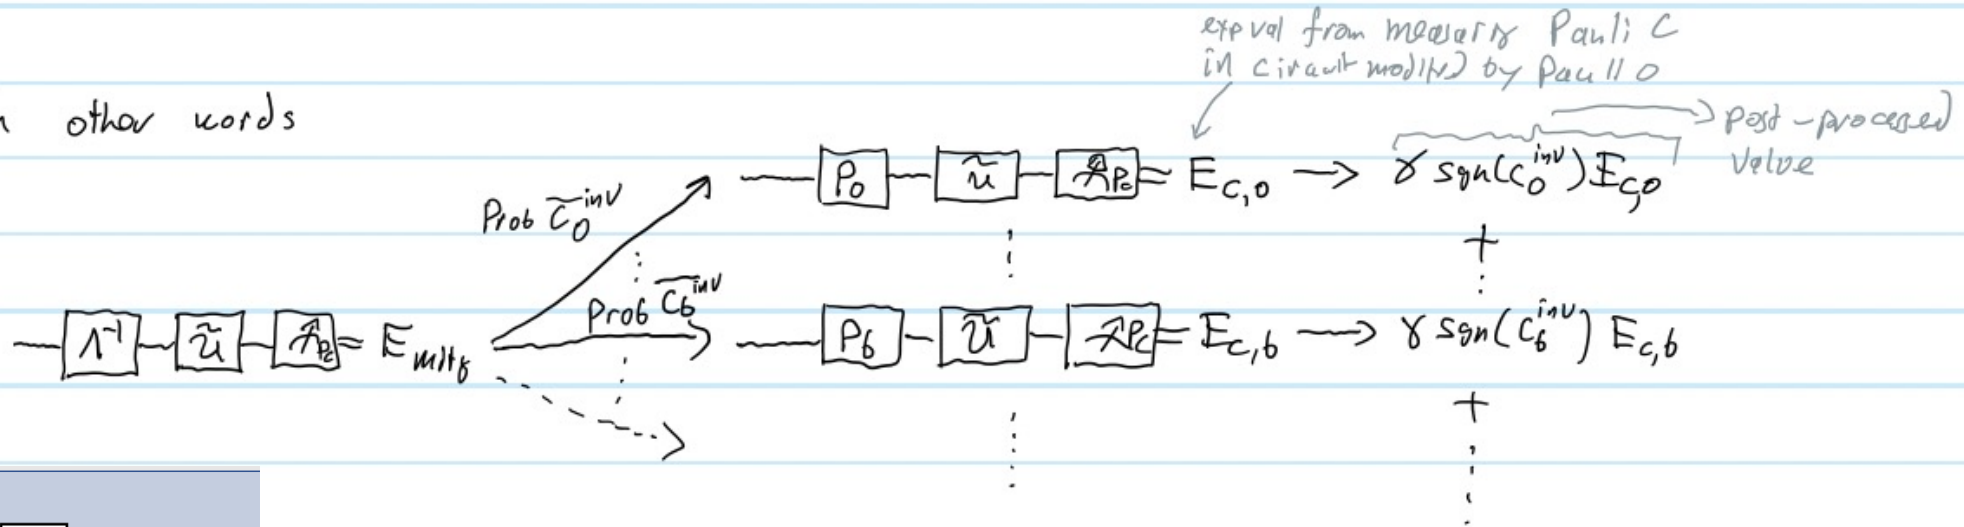 expval from measuring Pauli C
in circuit modified by Pauli 0
other words
post-processed
value
Prob c̃₀^inv
P₀ Ũ P_c = E_C,0 → γ sgn(c₀^inv) E_C,0
+
Prob c̃_b^inv
Λ⁻¹ Ũ P_c = E_mitg
P_b Ũ P_c = E_C,b → γ sgn(c_b^inv) E_C,b
+